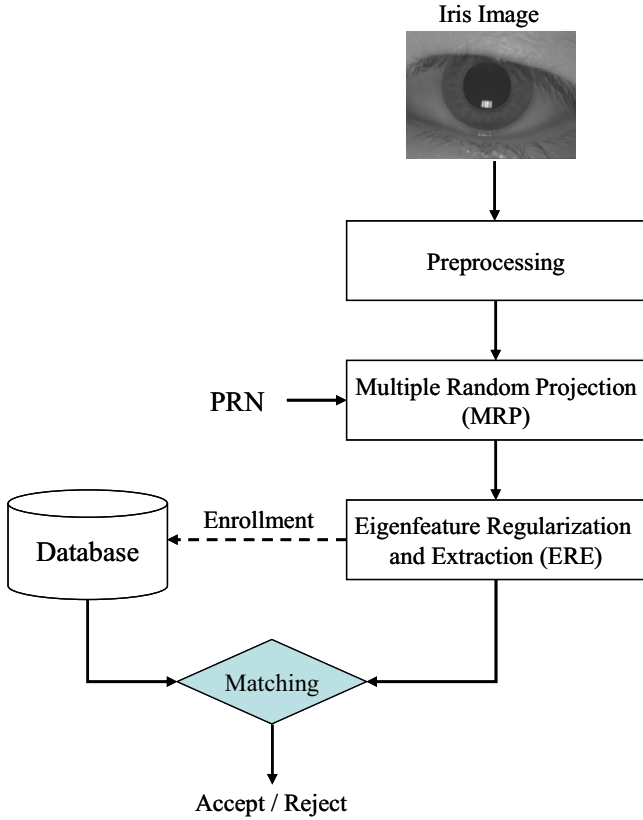 Iris Image
Preprocessing
PRN
Multiple Random Projection
(MRP)
Enrollment
Eigenfeature Regularization
and Extraction (ERE)
Database
Matching
Accept / Reject